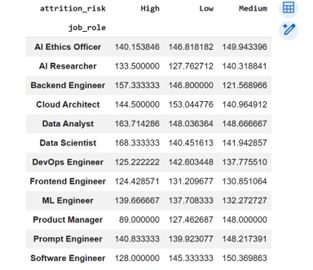 attrition_risk High Low Medium
job_role
AI Ethics Officer 140.153846 146.818182 149.943396
AI Researcher 133.500000 127.762712 140.318841
Backend Engineer 157.333333 146.800000 121.568966
Cloud Architect 144.500000 153.044776 140.964912
Data Analyst 163.714286 148.036364 148.666667
Data Scientist 168.333333 140.451613 141.942857
DevOps Engineer 125.222222 142.603448 137.775510
Frontend Engineer 124.428571 131.209677 130.851064
ML Engineer 139.666667 137.708333 132.272727
Product Manager 89.000000 127.462687 148.000000
Prompt Engineer 140.833333 139.923077 148.217391
Software Engineer 128.000000 145.333333 150.369863